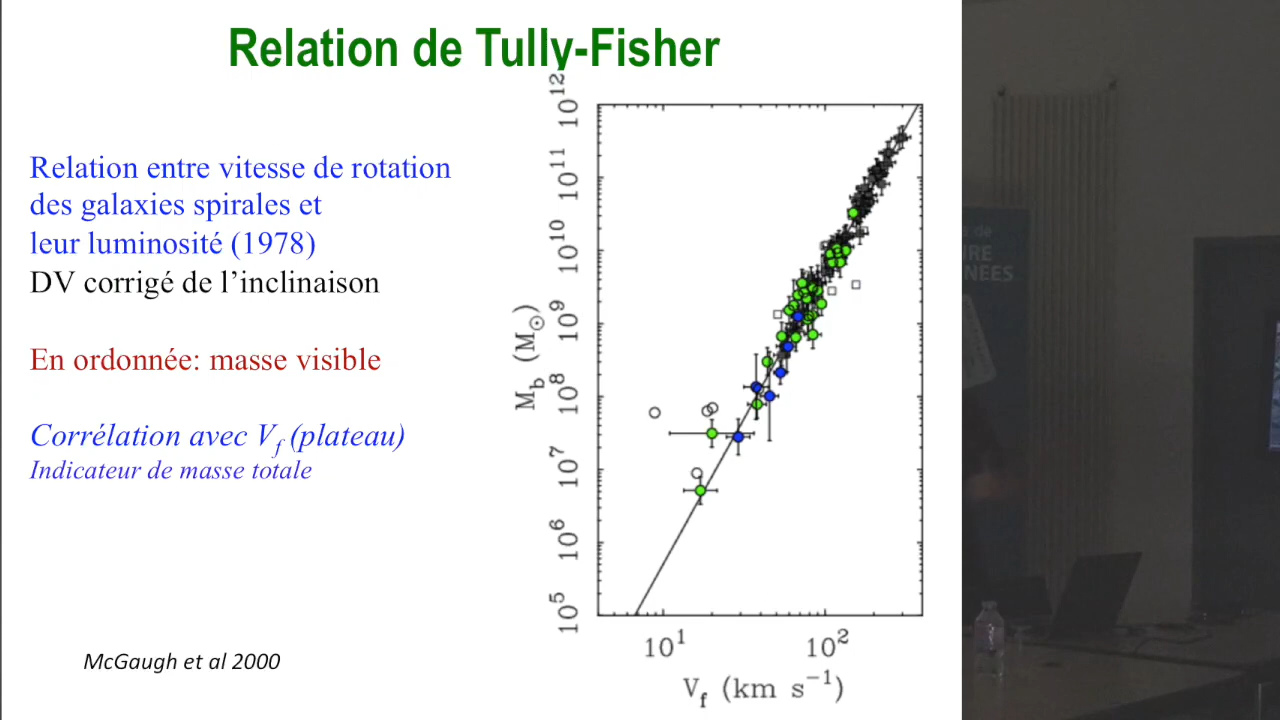 Relation de Tully-Fisher
Relation entre vitesse de rotation
des galaxies spirales et
leur luminosité (1978)
DV corrigé de l’inclinaison
En ordonnée: masse visible
Corrélation avec Vf (plateau)
Indicateur de masse totale
McGaugh et al 2000
10^12
10^11
10^10
10^9
10^8
10^7
10^6
10^5
M_b (M_⊙)
10^1 10^2
V_f (km s^−1)
de
NEES